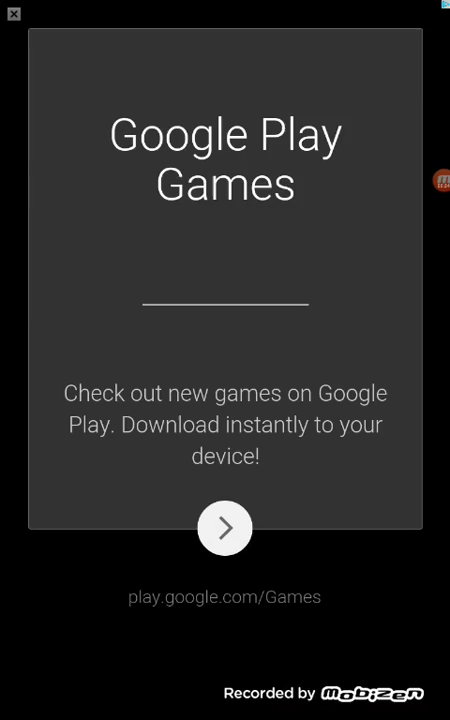 Google Play
Games
Check out new games on Google
Play. Download instantly to your
device!
play.google.com/Games
Recorded by Mobizen